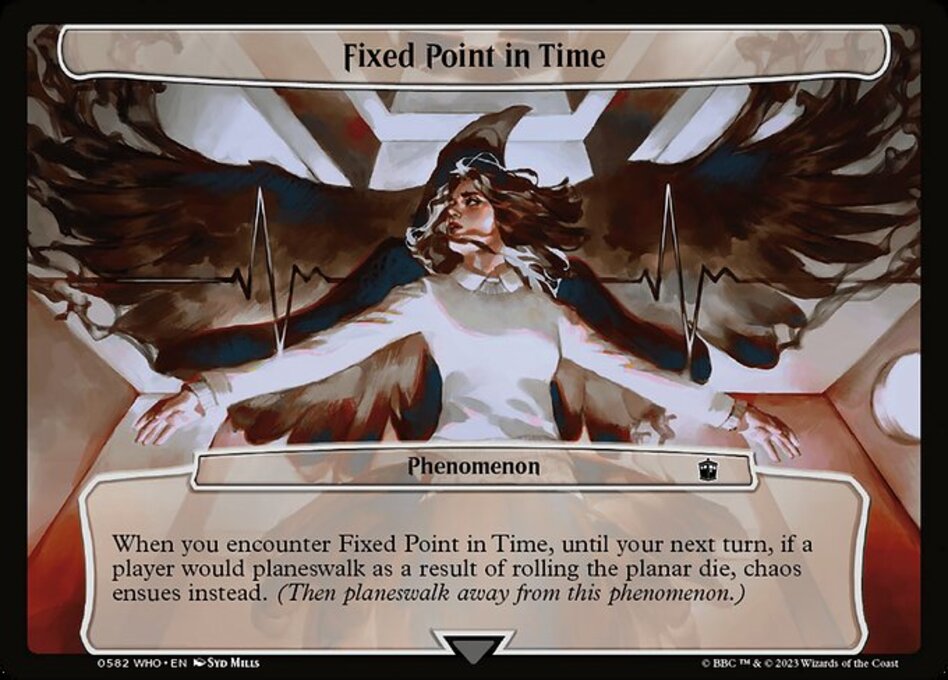 Fixed Point in Time
Phenomenon
When you encounter Fixed Point in Time, until your next turn, if a
player would planeswalk as a result of rolling the planar die, chaos
ensues instead. (Then planeswalk away from this phenomenon.)
0582 WHO • EN Syd Mills
© BBC ™ & © 2023 Wizards of the Coast